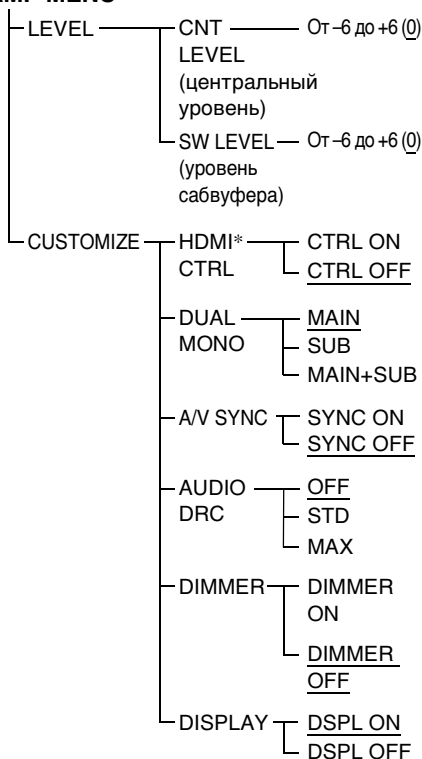 AMP MENU
LEVEL
CNT LEVEL (центральный уровень)
От –6 до +6 (0)
SW LEVEL (уровень сабвуфера)
От –6 до +6 (0)
CUSTOMIZE
HDMI* CTRL
CTRL ON
CTRL OFF
DUAL MONO
MAIN
SUB
MAIN+SUB
A/V SYNC
SYNC ON
SYNC OFF
AUDIO DRC
OFF
STD
MAX
DIMMER
DIMMER ON
DIMMER OFF
DISPLAY
DSPL ON
DSPL OFF